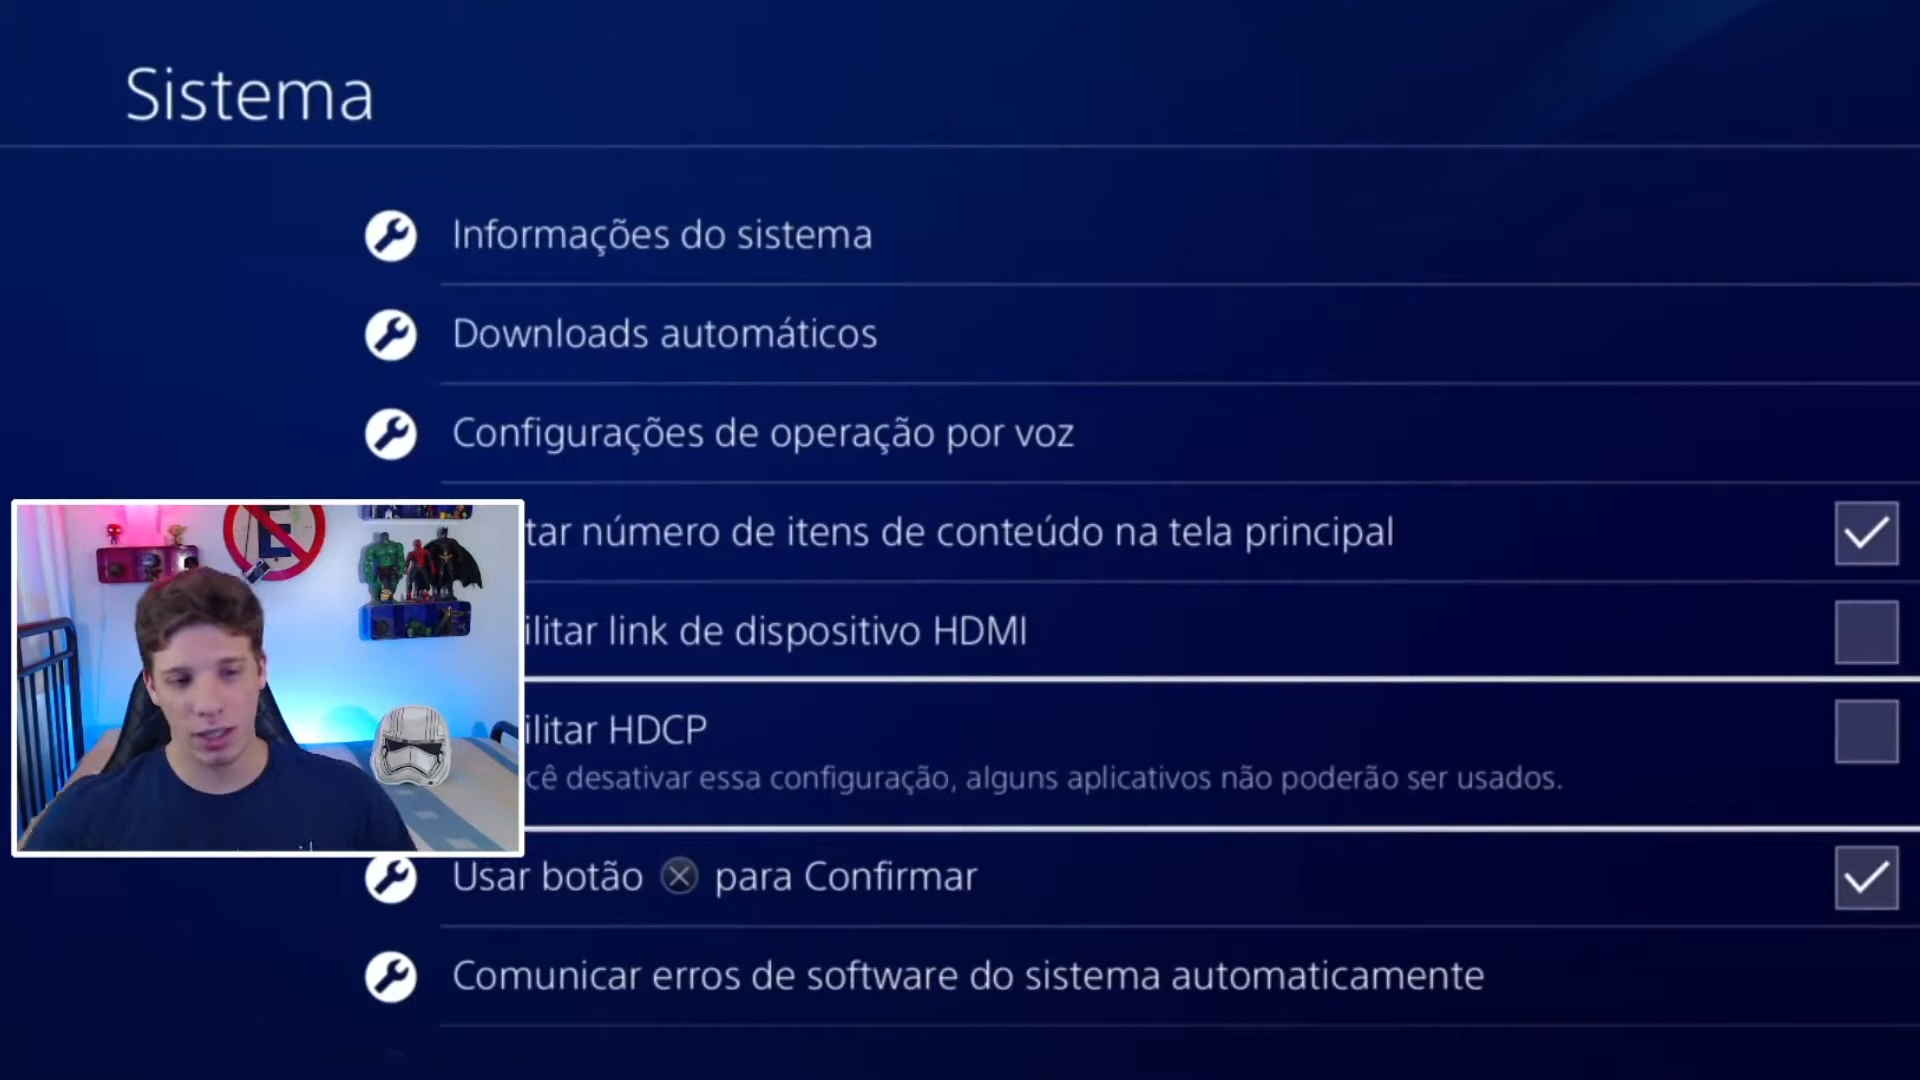 Sistema
Informações do sistema
Downloads automáticos
Configurações de operação por voz
tar número de itens de conteúdo na tela principal
ilitar link de dispositivo HDMI
ilitar HDCP
cê desativar essa configuração, alguns aplicativos não poderão ser usados.
Usar botão para Confirmar
Comunicar erros de software do sistema automaticamente